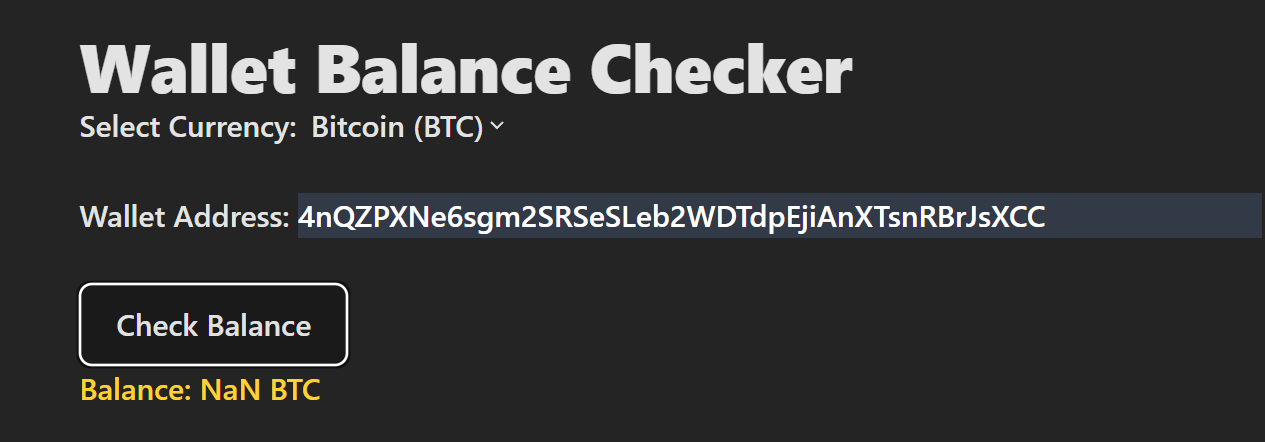 Wallet Balance Checker
Select Currency: Bitcoin (BTC)
Wallet Address: 4nQZPXNe6sgm2SRSeSLeb2WDTdpEjiAnXTsnRBrJsXCC
Check Balance
Balance: NaN BTC